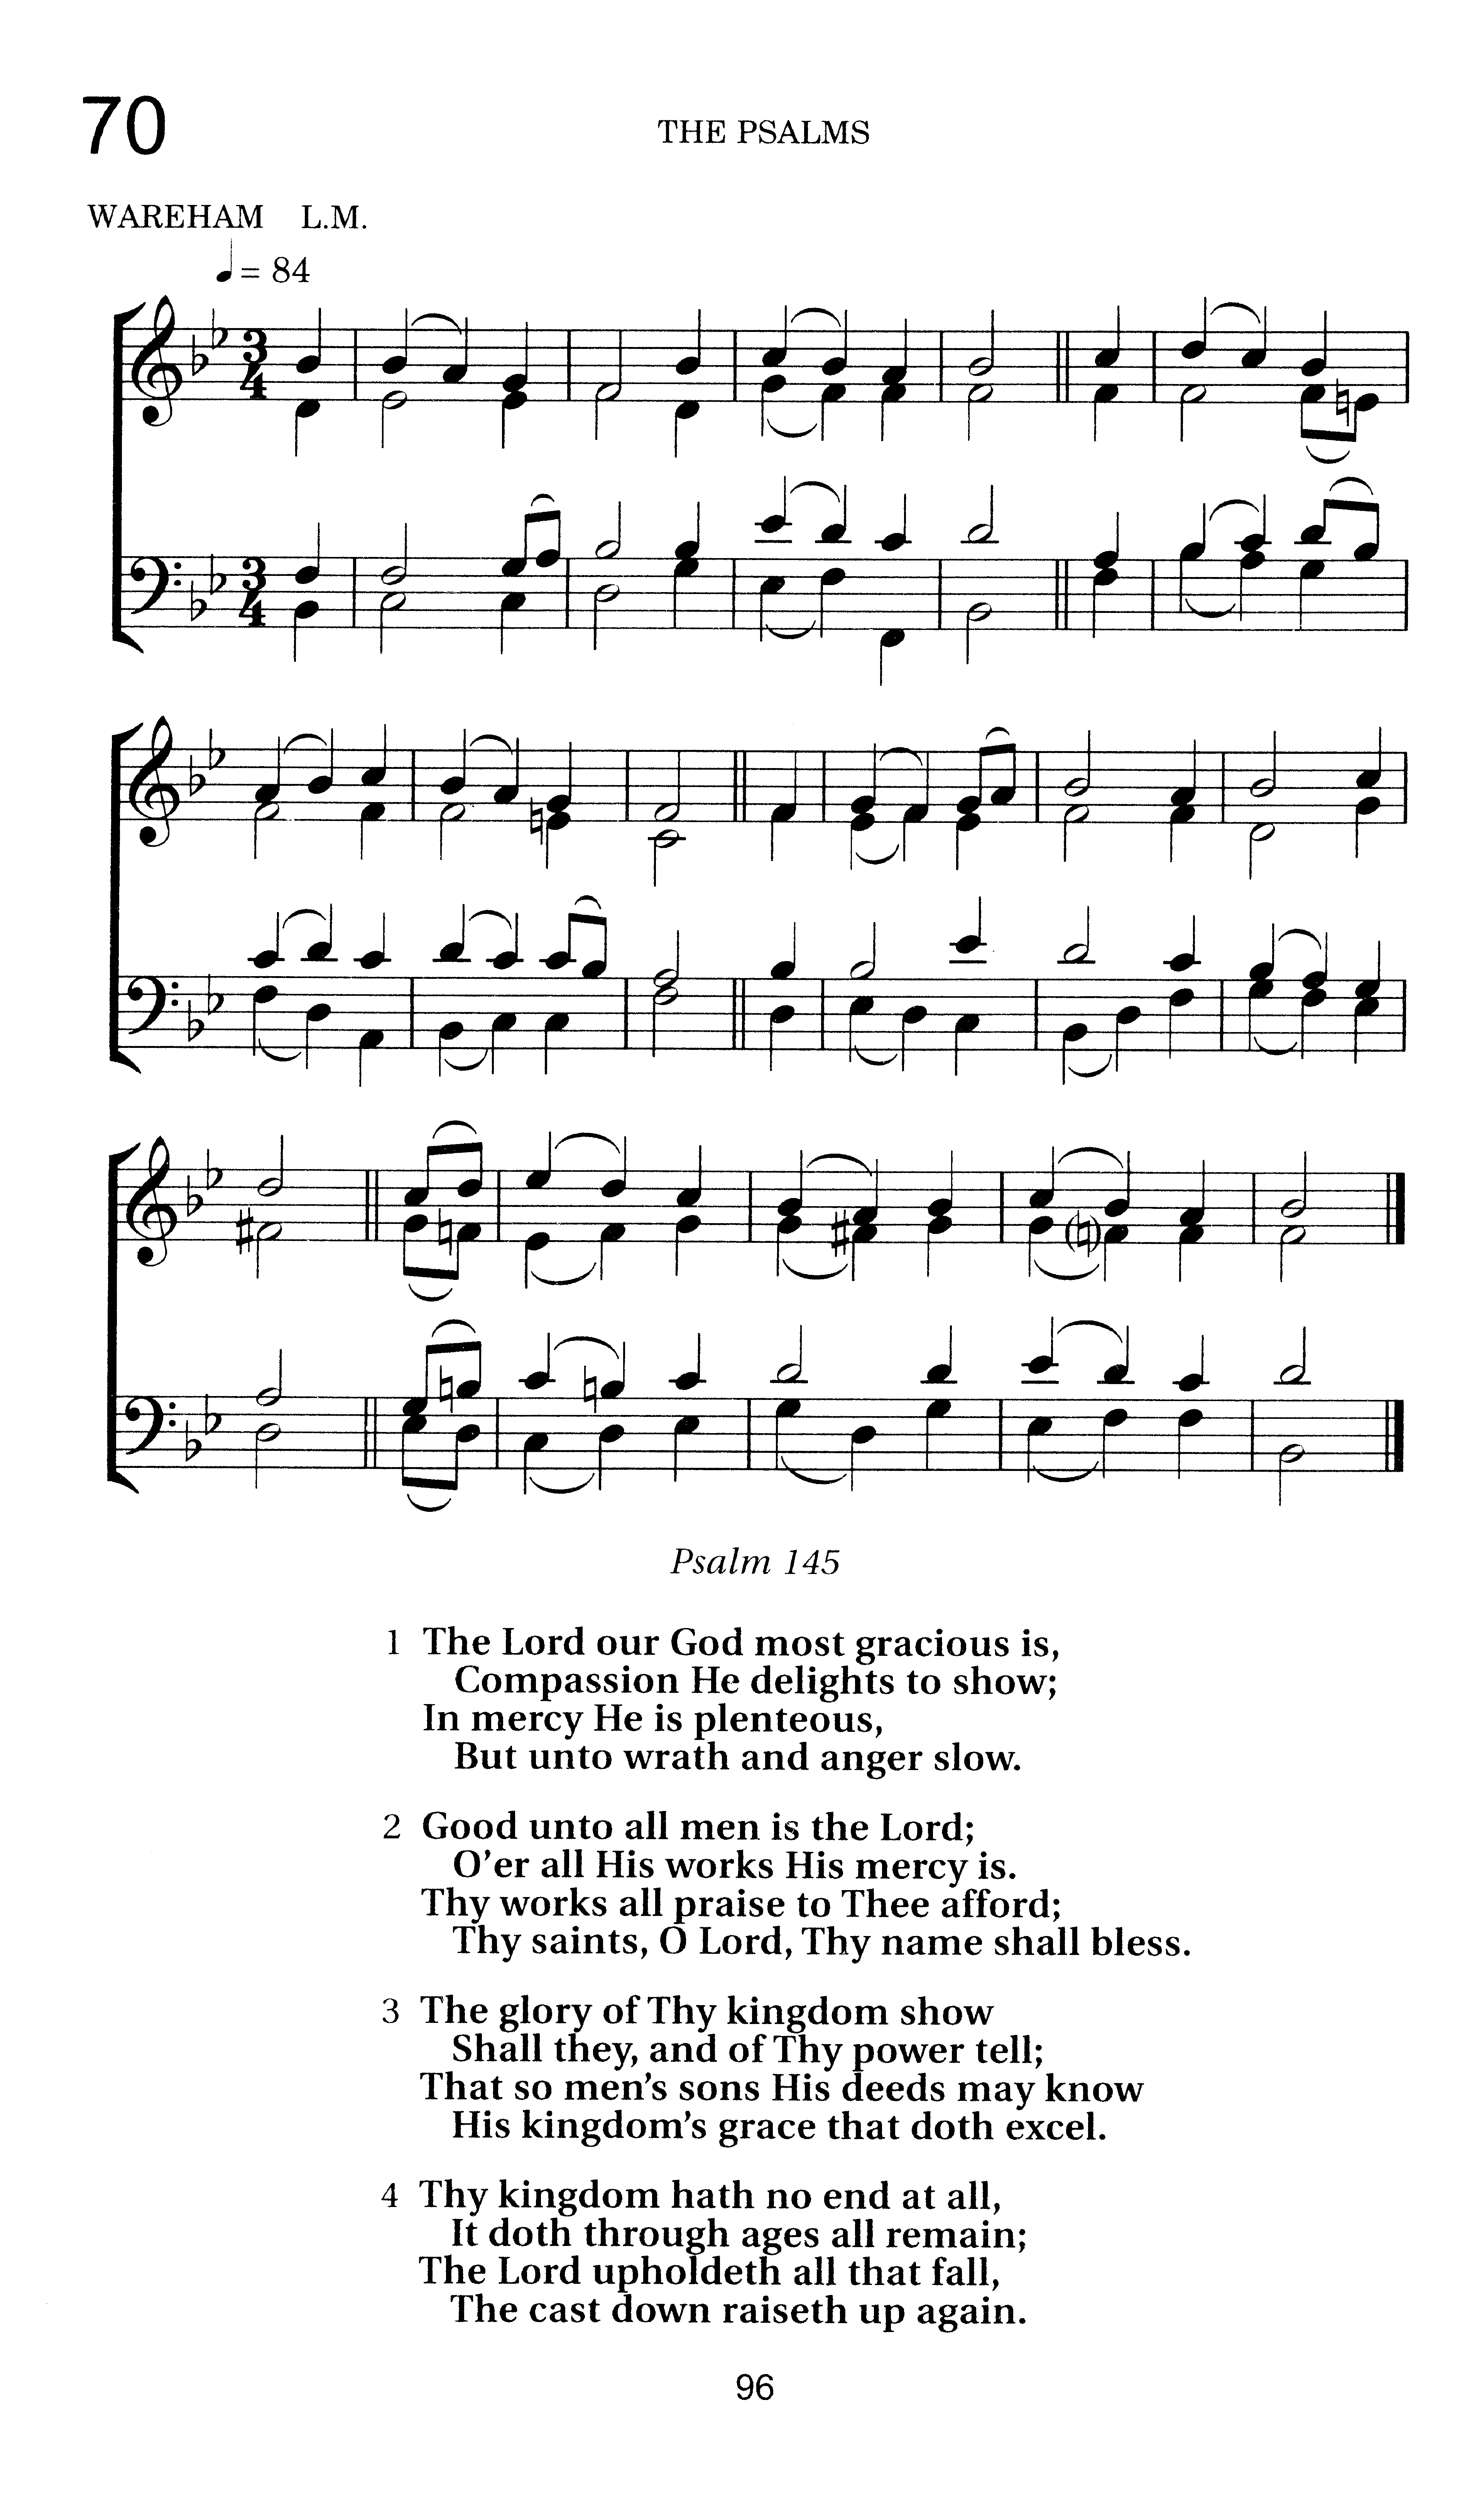 70
THE PSALMS
WAREHAM L.M.
♩ = 84
Psalm 145
1 The Lord our God most gracious is,
Compassion He delights to show;
In mercy He is plenteous,
But unto wrath and anger slow.
2 Good unto all men is the Lord;
O’er all His works His mercy is.
Thy works all praise to Thee afford;
Thy saints, O Lord, Thy name shall bless.
3 The glory of Thy kingdom show
Shall they, and of Thy power tell;
That so men’s sons His deeds may know
His kingdom’s grace that doth excel.
4 Thy kingdom hath no end at all,
It doth through ages all remain;
The Lord upholdeth all that fall,
The cast down raiseth up again.
96